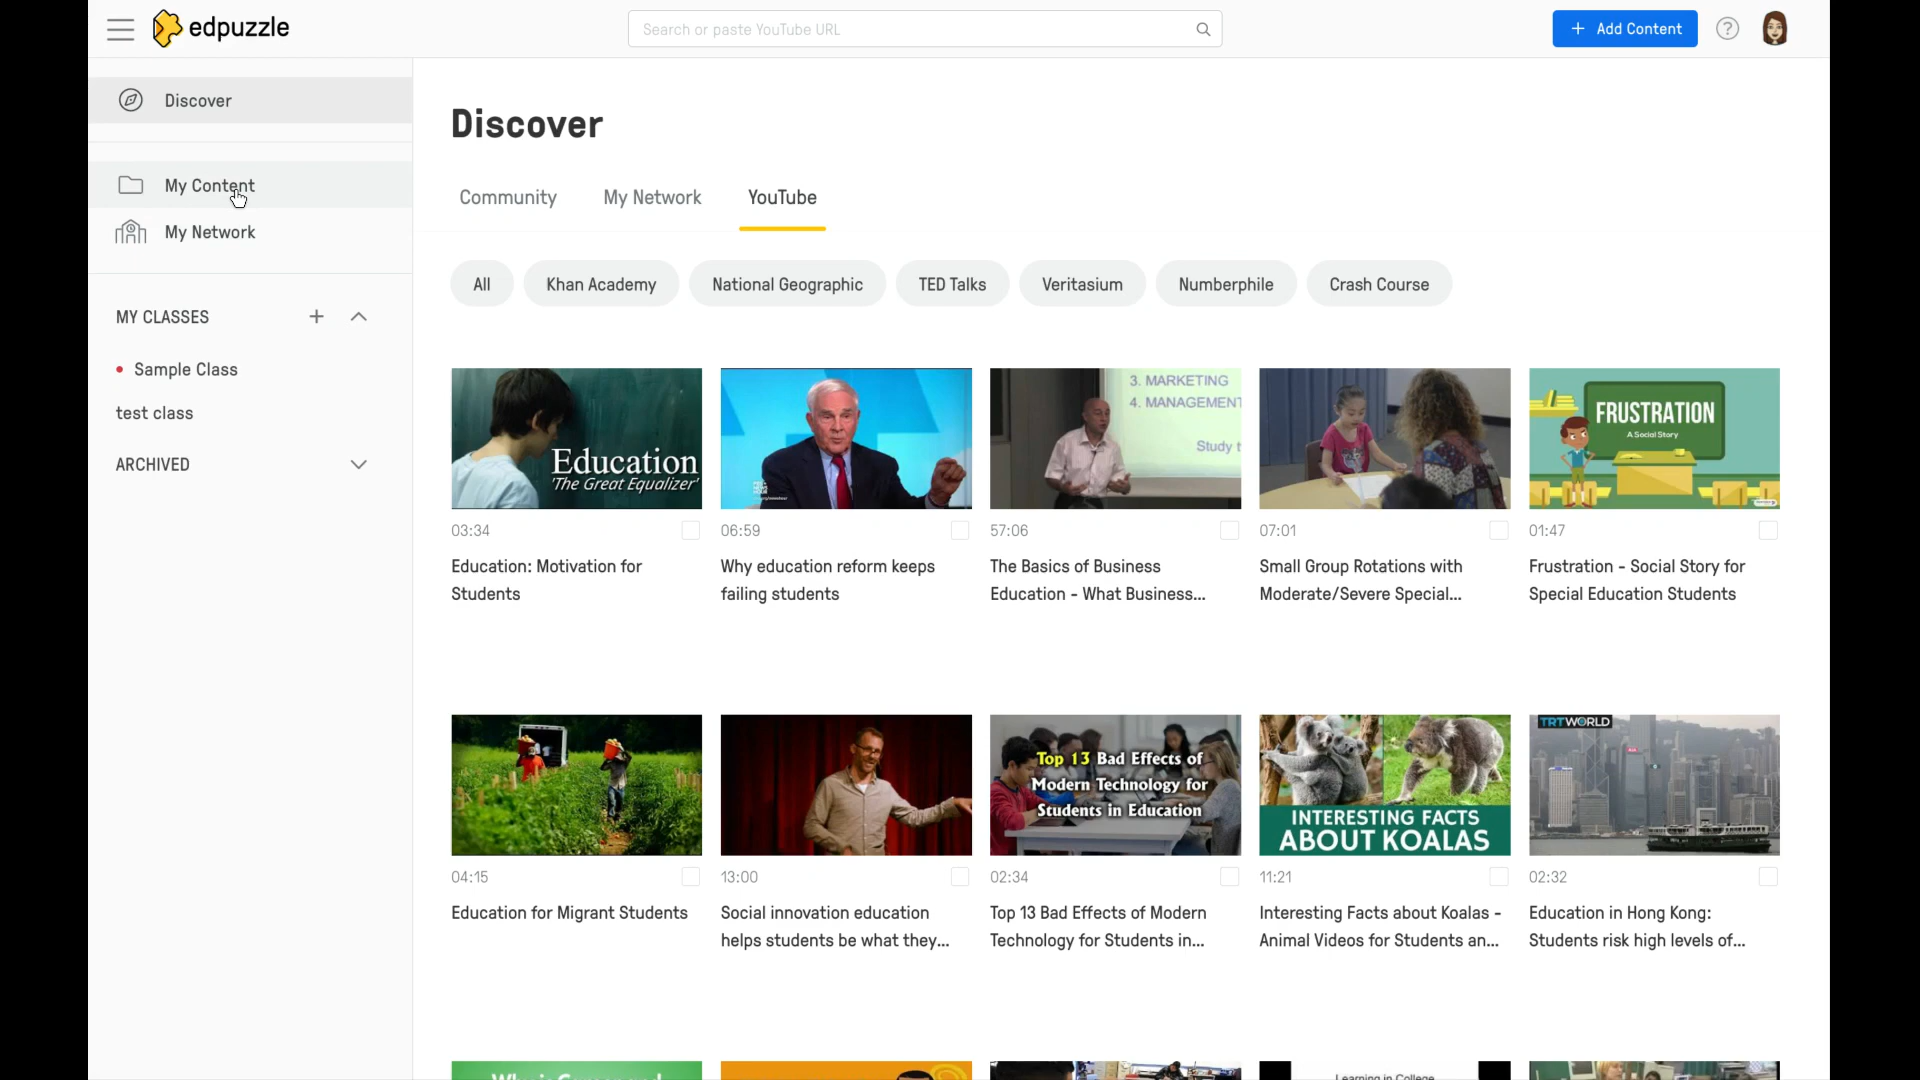 edpuzzle
Search or paste YouTube URL
+ Add Content
?
Discover
My Content
My Network
MY CLASSES +
Sample Class
test class
ARCHIVED
Discover
Community My Network YouTube
All Khan Academy National Geographic TED Talks Veritasium Numberphile Crash Course
Education
'The Great Equalizer'
03:34
Education: Motivation for
Students
06:59
Why education reform keeps
failing students
3. MARKETING
4. MANAGEMENT
Study t
57:06
The Basics of Business
Education - What Business...
07:01
Small Group Rotations with
Moderate/Severe Special...
FRUSTRATION
A Social Story
01:47
Frustration - Social Story for
Special Education Students
04:15
Education for Migrant Students
13:00
Social innovation education
helps students be what they...
Top 13 Bad Effects of
Modern Technology for
Students in Education
02:34
Top 13 Bad Effects of Modern
Technology for Students in...
INTERESTING FACTS
ABOUT KOALAS
11:21
Interesting Facts about Koalas -
Animal Videos for Students an...
TRTWORLD
02:32
Education in Hong Kong:
Students risk high levels of...
Learning in College